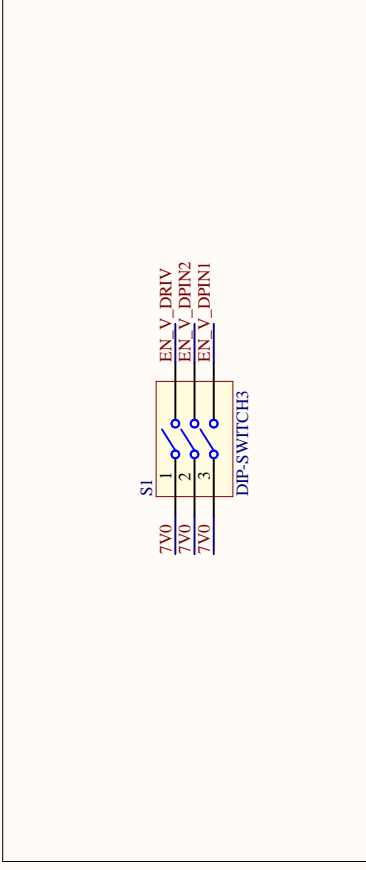 S1
7V0 1 EN_V_DRIV
7V0 2 EN_V_DPIN2
7V0 3 EN_V_DPIN1
DIP-SWITCH3